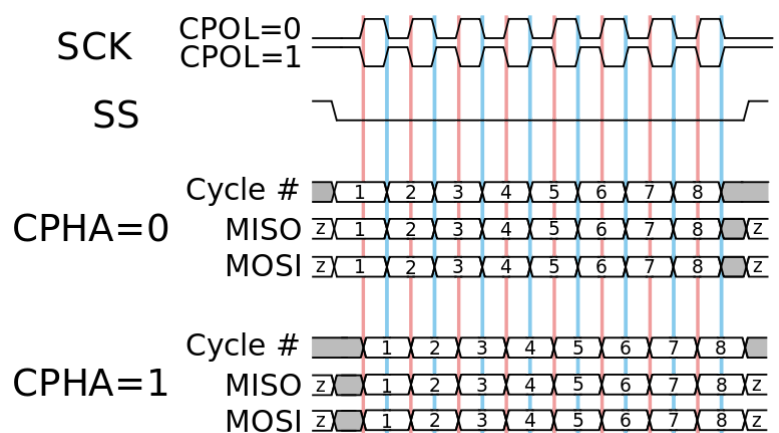 CPOL=0
SCK
CPOL=1
SS
Cycle # 1 2 3 4 5 6 7 8
CPHA=0
MISO z 1 2 3 4 5 6 7 8 z
MOSI z 1 2 3 4 5 6 7 8 z
Cycle # 1 2 3 4 5 6 7 8
CPHA=1
MISO z 1 2 3 4 5 6 7 8 z
MOSI z 1 2 3 4 5 6 7 8 z